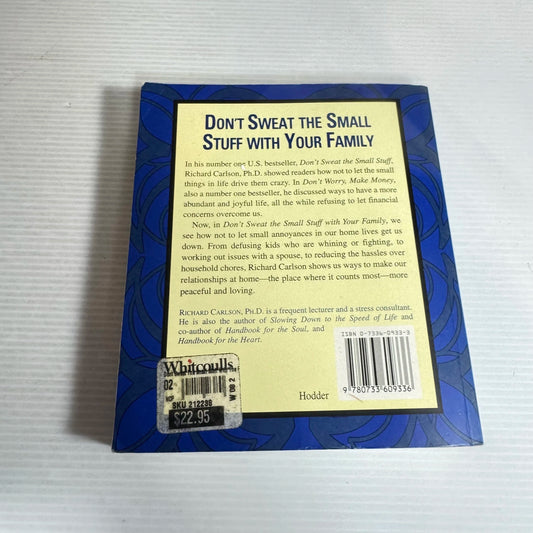 DON'T SWEAT THE SMALL
STUFF WITH YOUR FAMILY
In his number one U.S. bestseller, Don't Sweat the Small Stuff,
Richard Carlson, Ph.D. showed readers how not to let the small
things in life drive them crazy. In Don't Worry, Make Money,
also a number one bestseller, he discussed ways to have a more
abundant and joyful life, all the while refusing to let financial
concerns overcome us.
Now, in Don't Sweat the Small Stuff with Your Family, we
see how not to let small annoyances in our home lives get us
down. From defusing kids who are whining or fighting, to
working out issues with a spouse, to reducing the hassles over
household chores, Richard Carlson shows us ways to make our
relationships at home—the place where it counts most—more
peaceful and loving.
RICHARD CARLSON, PH.D. is a frequent lecturer and a stress consultant.
He is also the author of Slowing Down to the Speed of Life and
co-author of Handbook for the Soul, and
Handbook for the Heart.
ISBN 0-7336-0933-3
9 780733 609336
Hodder
Whitcoulls
02
SKU 212298
$22.95